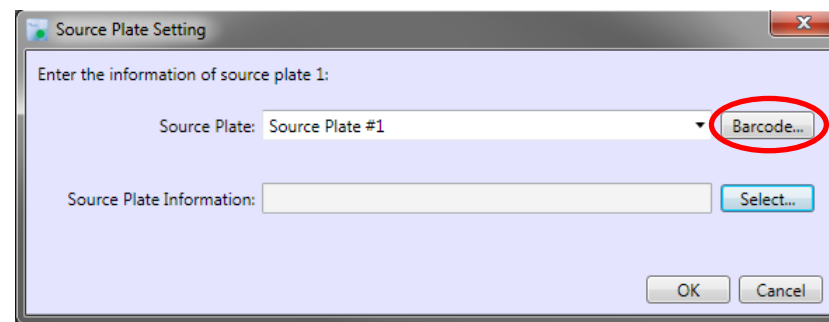 Source Plate Setting
Enter the information of source plate 1:
Source Plate: Source Plate #1 Barcode...
Source Plate Information: Select...
OK Cancel